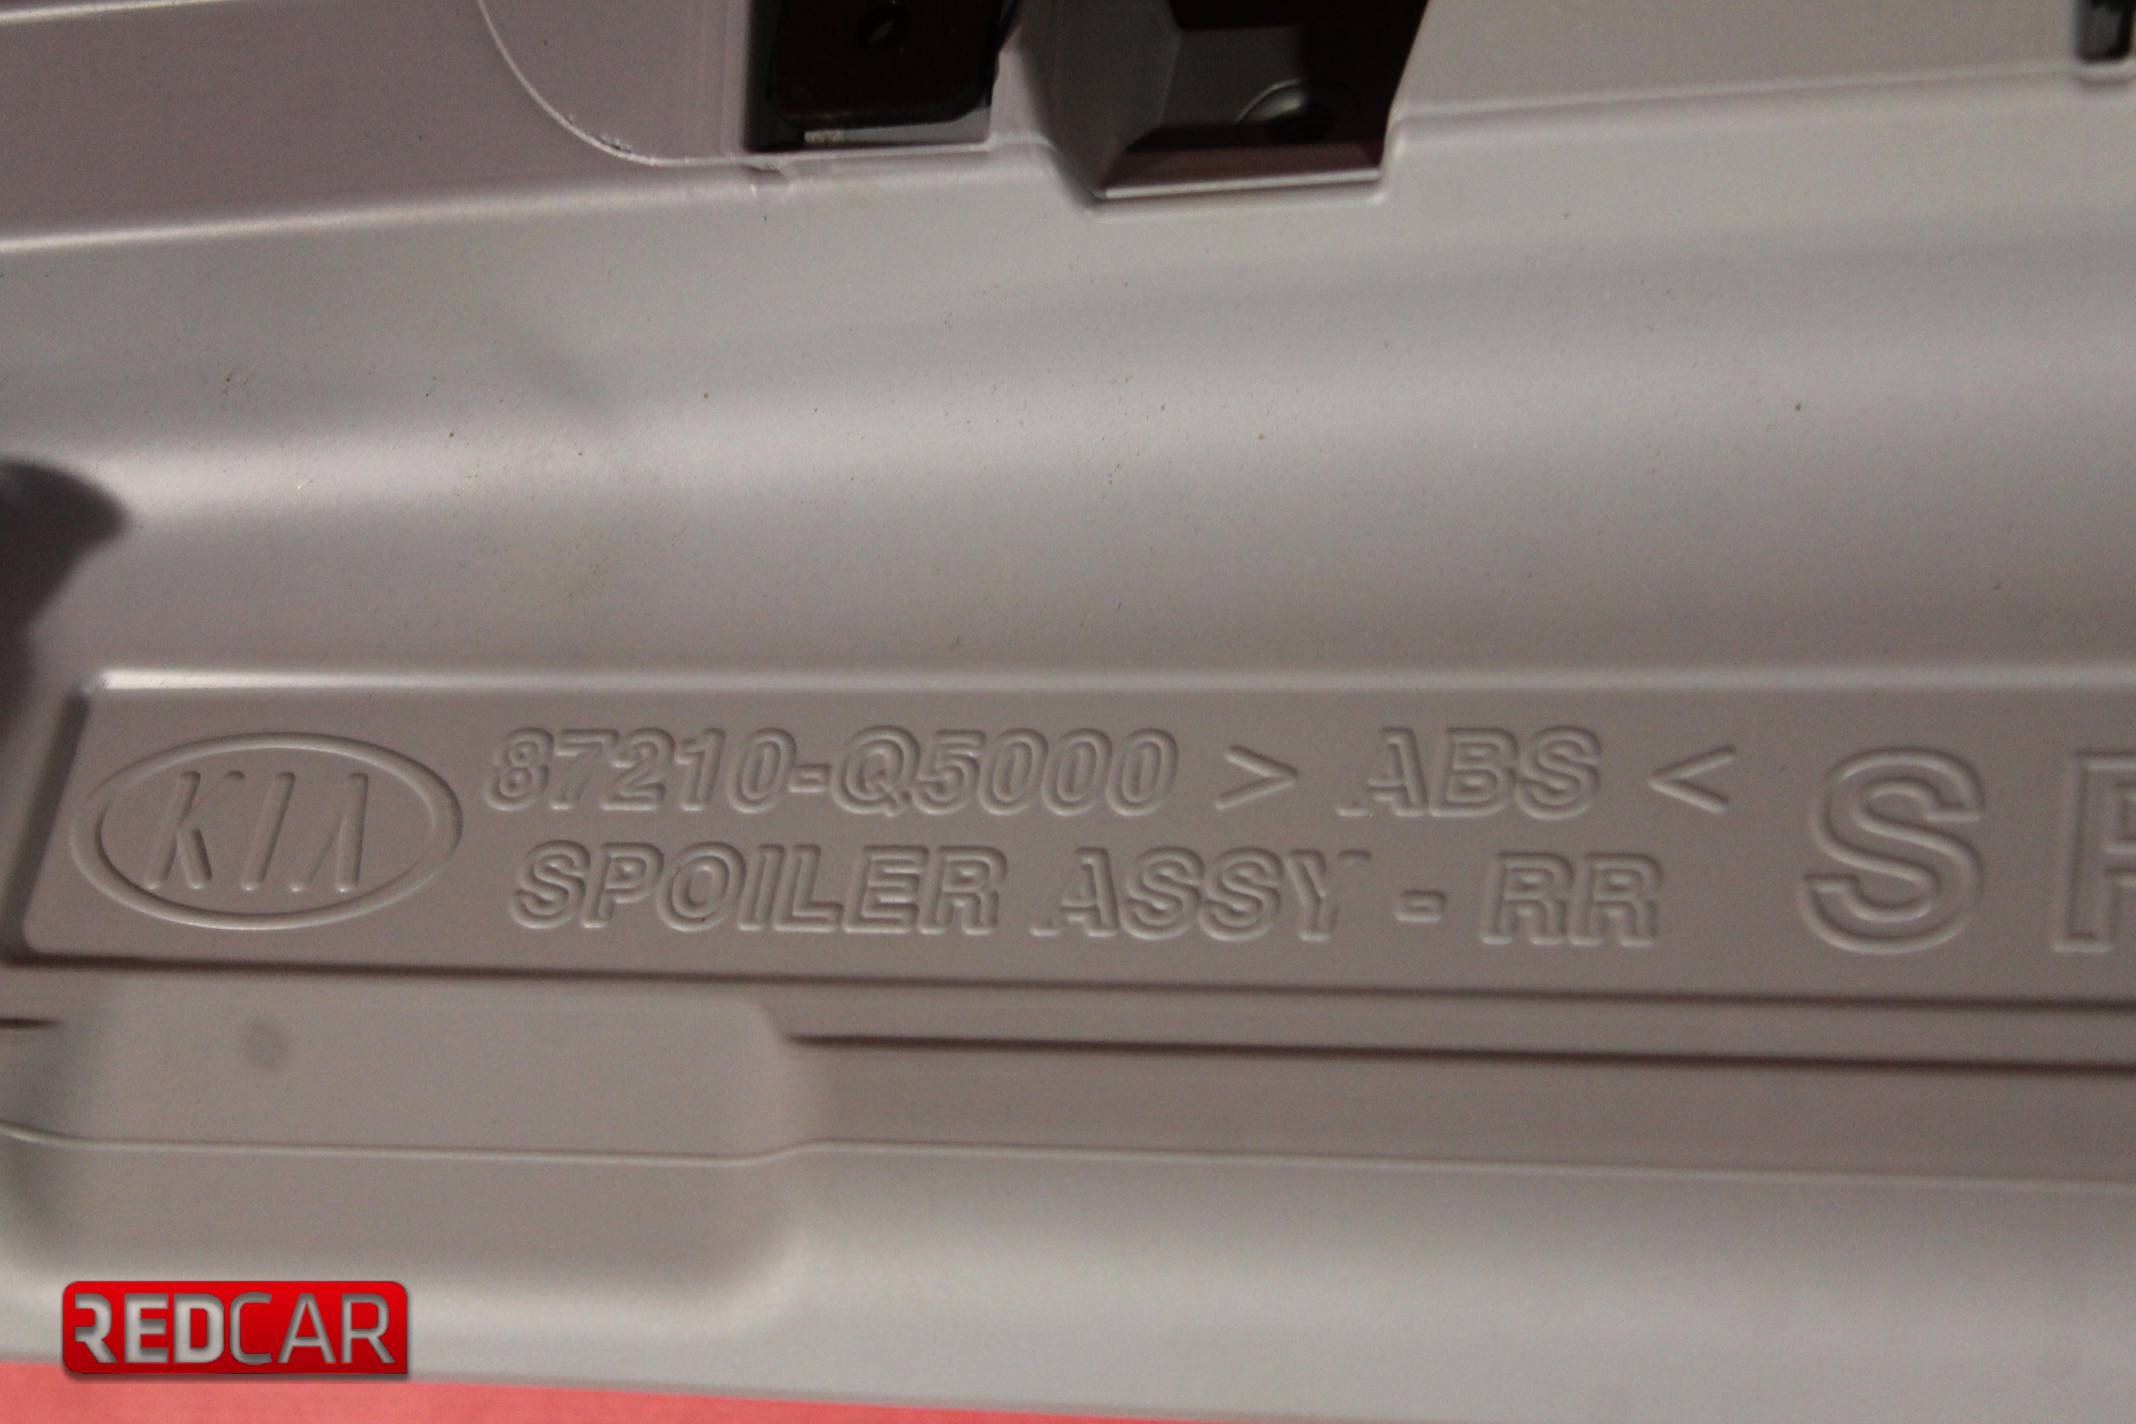 KIA
87210-Q5000 > ABS <
SPOILER ASSY - RR
REDCAR